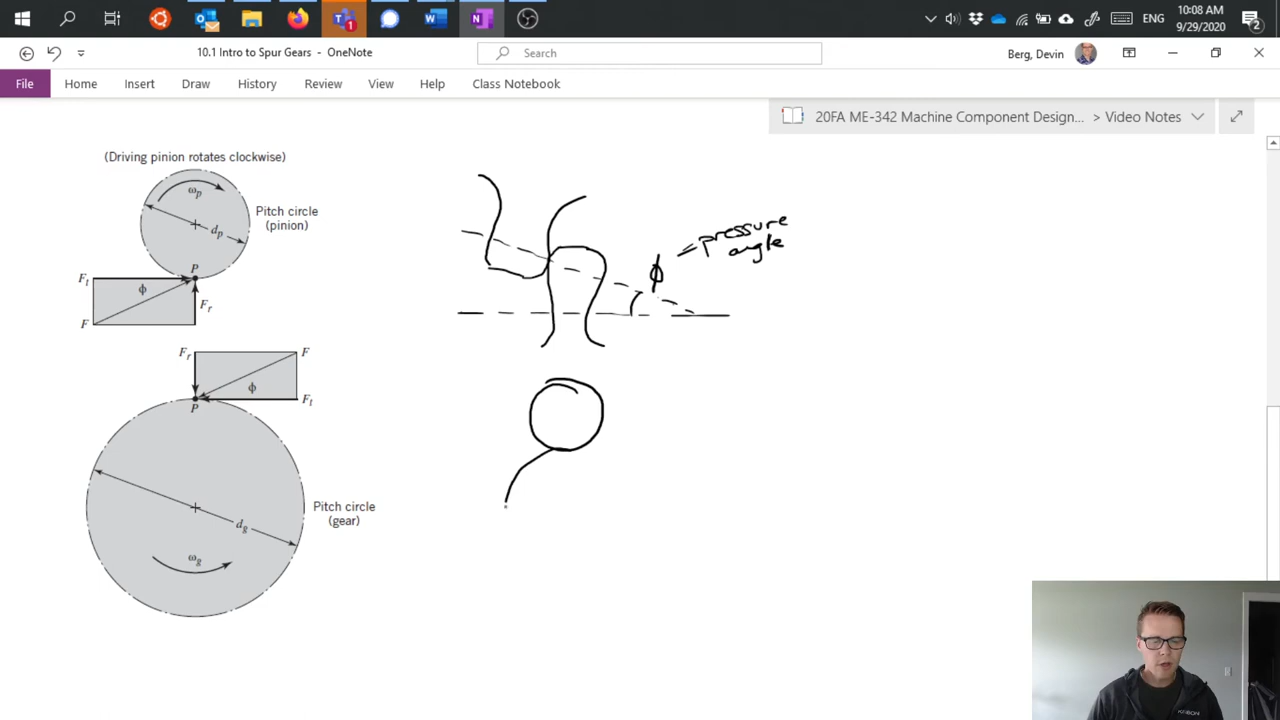 10:08 AM
ENG
9/29/2020
2
1
10.1 Intro to Spur Gears - OneNote
Search
Berg, Devin
File Home Insert Draw History Review View Help Class Notebook
20FA ME-342 Machine Component Design... > Video Notes
(Driving pinion rotates clockwise)
ωp
dp
Pitch circle
(pinion)
P
Ft
ϕ
Fr
F
Fr
F
ϕ
P
Ft
dg
Pitch circle
(gear)
ωg
pressure
angle
ϕ